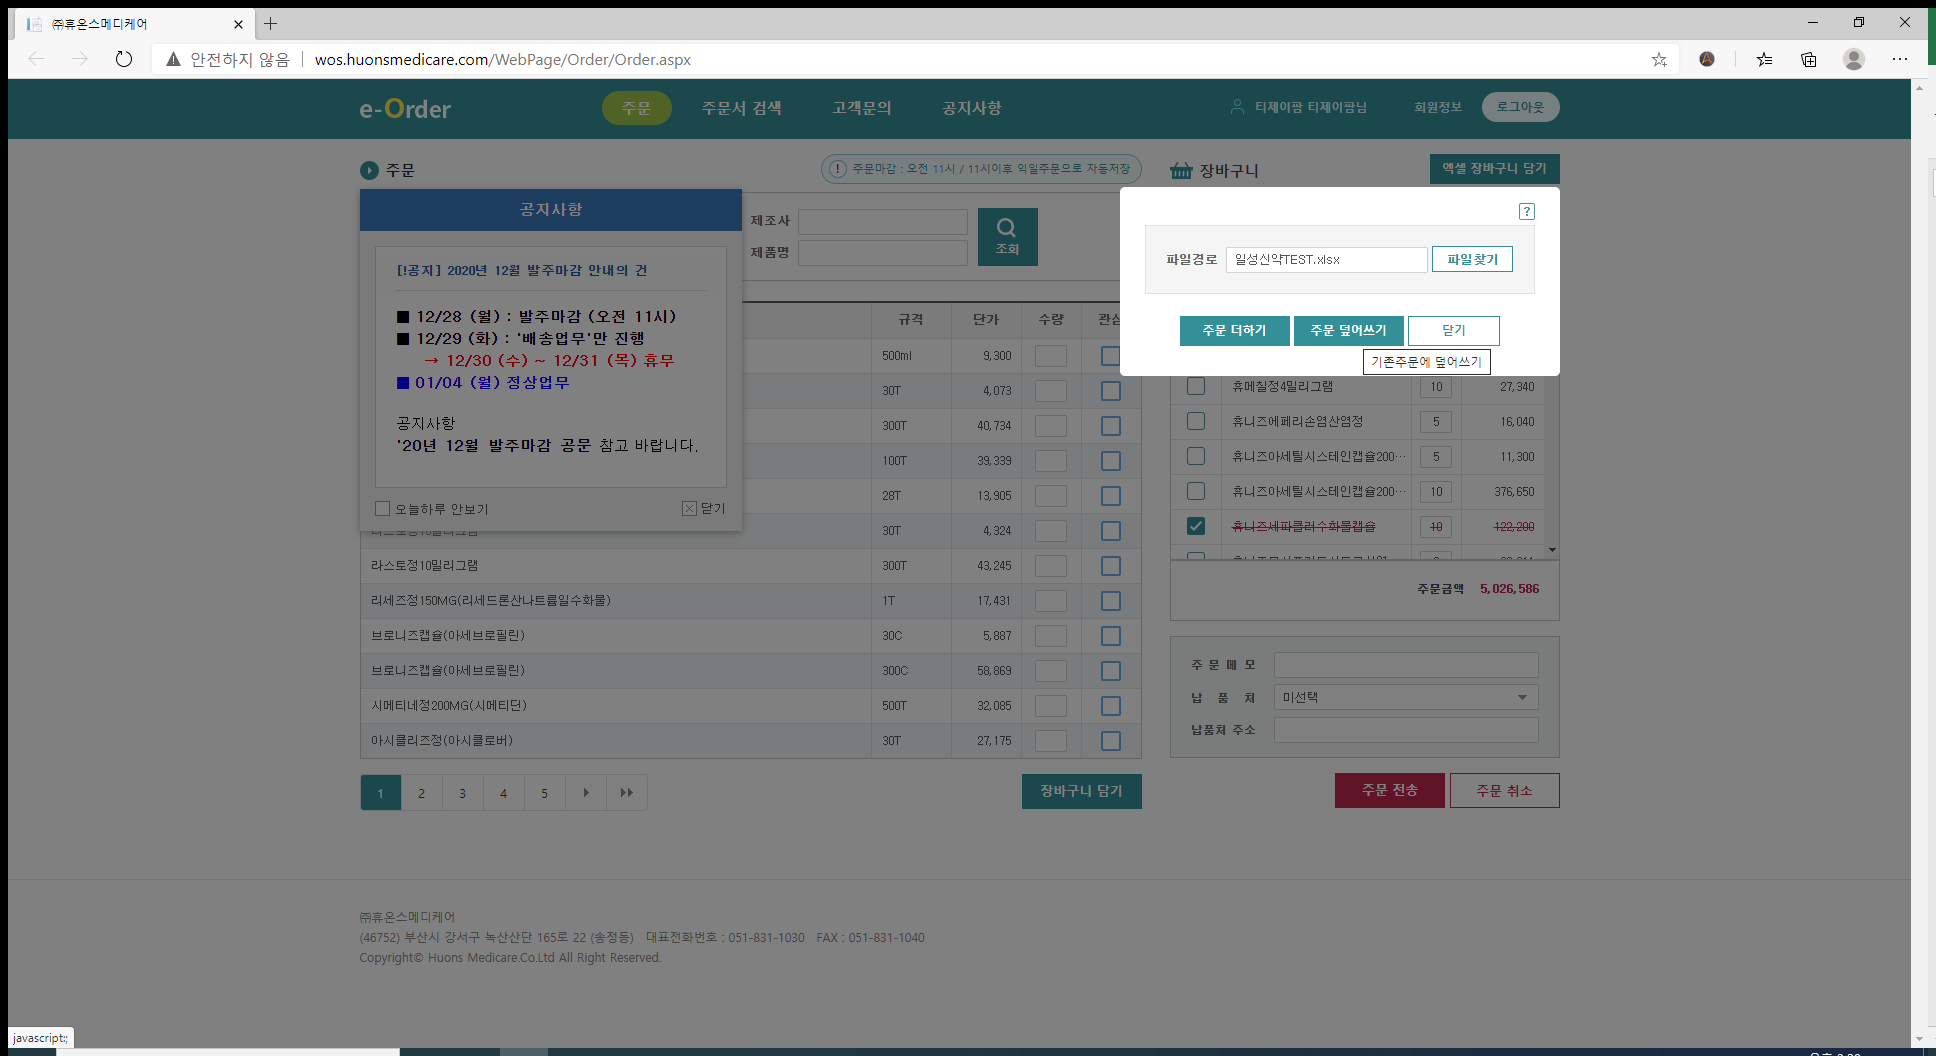 ㈜휴온스메디케어
안전하지 않음
wos.huonsmedicare.com/WebPage/Order/Order.aspx
e-Order
주문
주문서 검색
고객문의
공지사항
티제이팜 티제이팜님
회원정보
로그아웃
주문
주문마감 : 오전 11시 / 11시이후 익일주문으로 자동저장
장바구니
엑셀 장바구니 담기
공지사항
[!공지] 2020년 12월 발주마감 안내의 건
■ 12/28 (월) : 발주마감 (오전 11시)
■ 12/29 (화) : '배송업무'만 진행
→ 12/30 (수) ~ 12/31 (목) 휴무
■ 01/04 (월) 정상업무
공지사항
'20년 12월 발주마감 공문 참고 바랍니다.
오늘하루 안보기
닫기
제조사
제품명
조회
파일경로
일성신약TEST.xlsx
파일찾기
주문 더하기
주문 덮어쓰기
닫기
기존주문에 덮어쓰기
규격 단가 수량
500ml 9,300
30T 4,073
300T 40,734
100T 39,339
28T 13,905
30T 4,324
라스토정10밀리그램 300T 43,245
리세즈정150MG(리세드론산나트륨일수화물) 1T 17,431
브로니즈캡슐(아세브로필린) 30C 5,887
브로니즈캡슐(아세브로필린) 300C 58,869
시메티네정200MG(시메티딘) 500T 32,085
아시클리즈정(아시클로버) 30T 27,175
1 2 3 4 5
장바구니 담기
휴메칠정4밀리그램 10 27,340
휴니즈에페리손염산염정 5 16,040
휴니즈아세틸시스테인캡슐200… 5 11,300
휴니즈아세틸시스테인캡슐200… 10 376,650
휴니즈세파클러수화물캡슐 10 122,200
주문금액 5,026,586
주 문 메 모
납 품 처
미선택
납품처 주소
주문 전송
주문 취소
㈜휴온스메디케어
(46752) 부산시 강서구 녹산산단 165로 22 (송정동) 대표전화번호 : 051-831-1030 FAX : 051-831-1040
Copyright© Huons Medicare.Co.Ltd All Right Reserved.
javascript:;